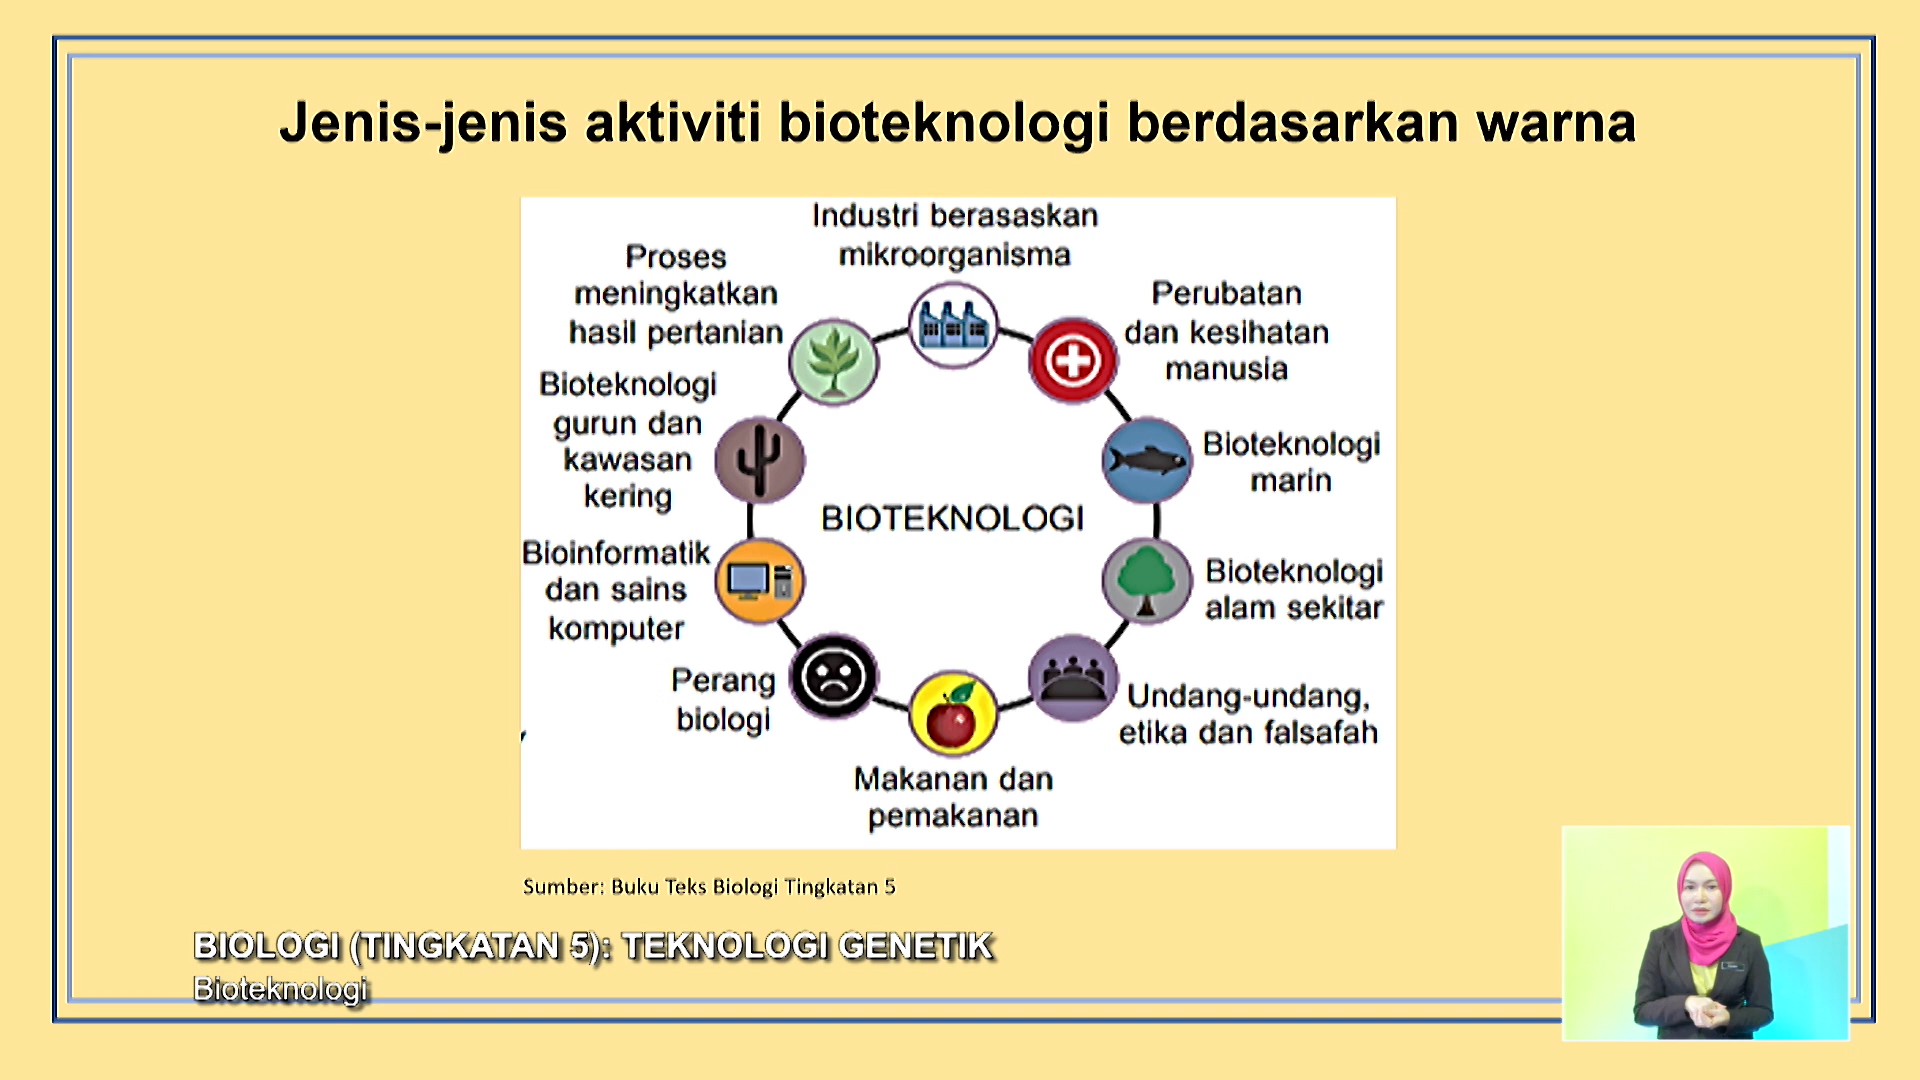 Jenis-jenis aktiviti bioteknologi berdasarkan warna
Industri berasaskan
mikroorganisma
Perubatan
dan kesihatan
manusia
Bioteknologi
marin
Bioteknologi
alam sekitar
Undang-undang,
etika dan falsafah
Makanan dan
pemakanan
Perang
biologi
Bioinformatik
dan sains
komputer
Bioteknologi
gurun dan
kawasan
kering
Proses
meningkatkan
hasil pertanian
BIOTEKNOLOGI
Sumber: Buku Teks Biologi Tingkatan 5
BIOLOGI (TINGKATAN 5): TEKNOLOGI GENETIK
Bioteknologi